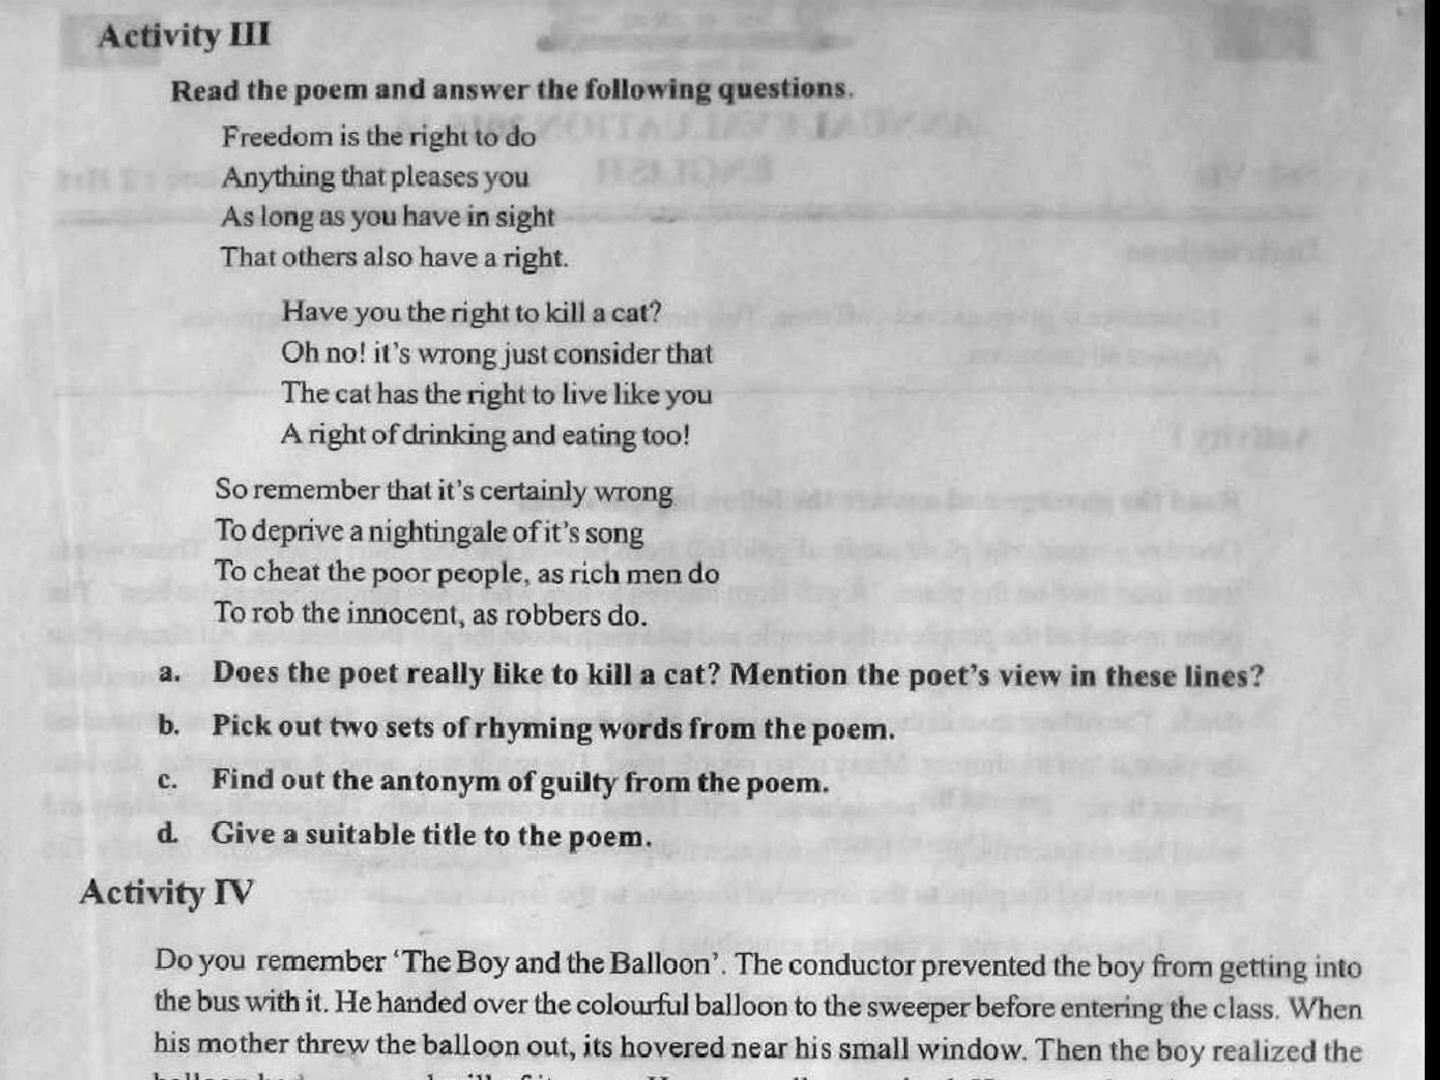 Activity III
Read the poem and answer the following questions.
Freedom is the right to do
Anything that pleases you
As long as you have in sight
That others also have a right.
Have you the right to kill a cat?
Oh no! it's wrong just consider that
The cat has the right to live like you
A right of drinking and eating too!
So remember that it's certainly wrong
To deprive a nightingale of it's song
To cheat the poor people, as rich men do
To rob the innocent, as robbers do.
a. Does the poet really like to kill a cat? Mention the poet's view in these lines?
b. Pick out two sets of rhyming words from the poem.
c. Find out the antonym of guilty from the poem.
d. Give a suitable title to the poem.
Activity IV
Do you remember 'The Boy and the Balloon'. The conductor prevented the boy from getting into
the bus with it. He handed over the colourful balloon to the sweeper before entering the class. When
his mother threw the balloon out, its hovered near his small window. Then the boy realized the